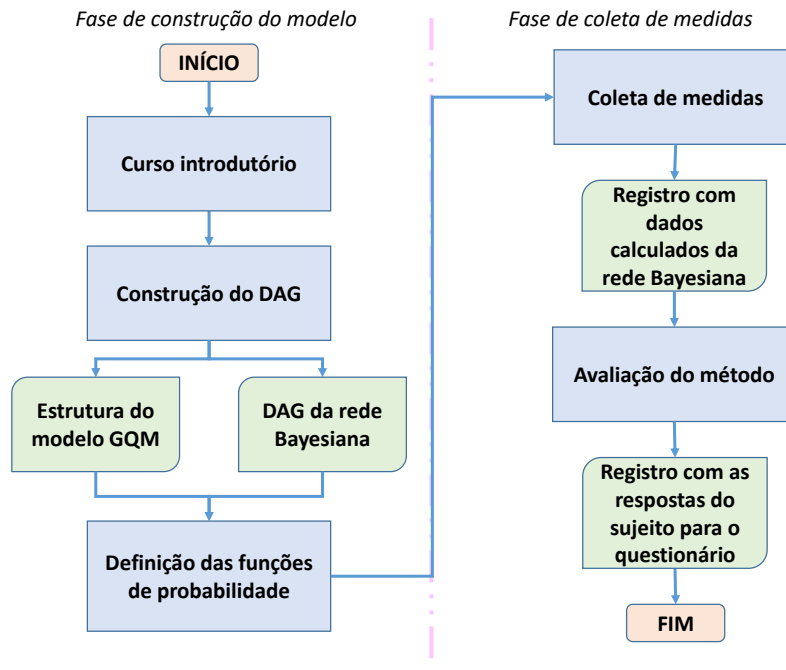 Fase de construção do modelo
INÍCIO
Curso introdutório
Construção do DAG
Estrutura do
modelo GQM
DAG da rede
Bayesiana
Definição das funções
de probabilidade
Fase de coleta de medidas
Coleta de medidas
Registro com
dados
calculados da
rede Bayesiana
Avaliação do método
Registro com as
respostas do
sujeito para o
questionário
FIM